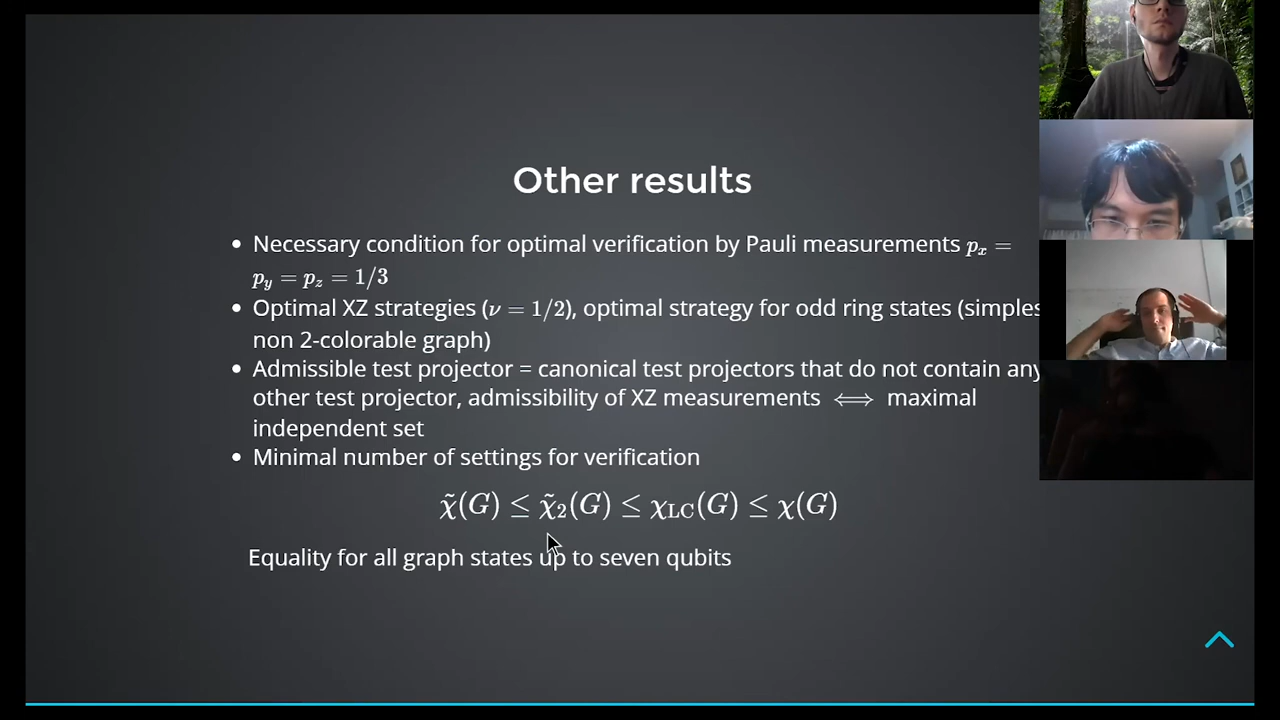 Other results
• Necessary condition for optimal verification by Pauli measurements pₓ =
p_y = p_z = 1/3
• Optimal XZ strategies (ν = 1/2), optimal strategy for odd ring states (simples
non 2-colorable graph)
• Admissible test projector = canonical test projectors that do not contain any
other test projector, admissibility of XZ measurements ⟺ maximal
independent set
• Minimal number of settings for verification
χ̃(G) ≤ χ̃₂(G) ≤ χ_LC(G) ≤ χ(G)
Equality for all graph states up to seven qubits